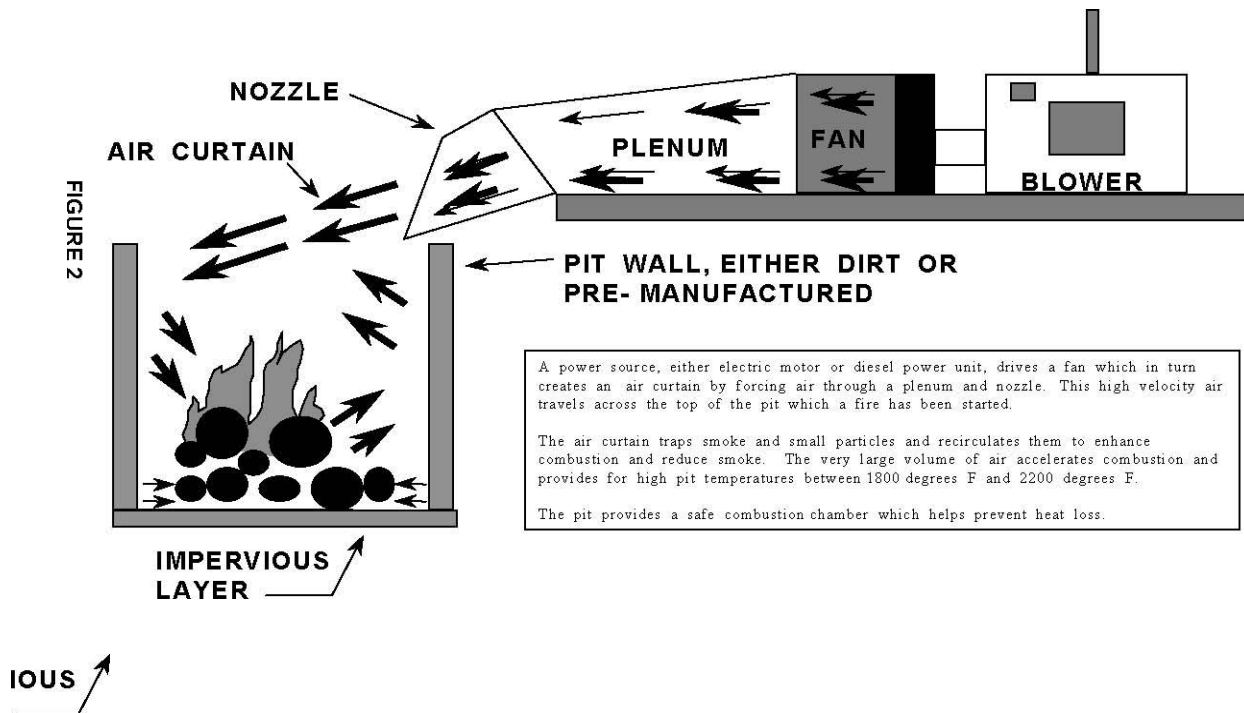 NOZZLE
AIR CURTAIN
PLENUM
FAN
BLOWER
FIGURE 2
PIT WALL, EITHER DIRT OR
PRE- MANUFACTURED
A power source, either electric motor or diesel power unit, drives a fan which in turn
creates an air curtain by forcing air through a plenum and nozzle. This high velocity air
travels across the top of the pit which a fire has been started.
The air curtain traps smoke and small particles and recirculates them to enhance
combustion and reduce smoke. The very large volume of air accelerates combustion and
provides for high pit temperatures between 1800 degrees F and 2200 degrees F.
The pit provides a safe combustion chamber which helps prevent heat loss.
IMPERVIOUS
LAYER
IOUS